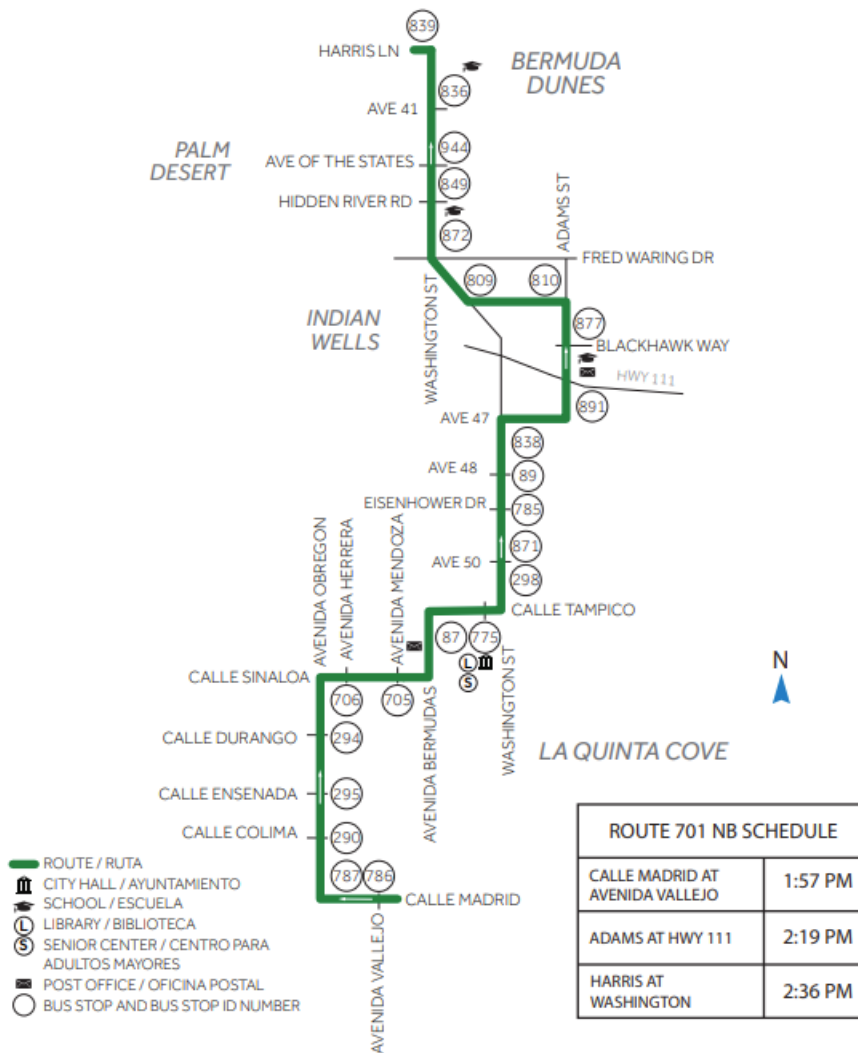 839
HARRIS LN
BERMUDA
DUNES
836
AVE 41
PALM
DESERT
944
AVE OF THE STATES
849
HIDDEN RIVER RD
872
ADAMS ST
FRED WARING DR
WASHINGTON ST
809
810
INDIAN
WELLS
877
BLACKHAWK WAY
HWY 111
891
AVE 47
838
AVE 48
89
EISENHOWER DR
785
871
AVE 50
298
CALLE TAMPICO
87
775
L
S
WASHINGTON ST
AVENIDA OBREGON
AVENIDA HERRERA
AVENIDA MENDOZA
CALLE SINALOA
706
705
AVENIDA BERMUDAS
N
LA QUINTA COVE
CALLE DURANGO
294
CALLE ENSENADA
295
CALLE COLIMA
290
787
786
CALLE MADRID
AVENIDA VALLEJO
ROUTE / RUTA
CITY HALL / AYUNTAMIENTO
SCHOOL / ESCUELA
L LIBRARY / BIBLIOTECA
S SENIOR CENTER / CENTRO PARA
ADULTOS MAYORES
POST OFFICE / OFICINA POSTAL
BUS STOP AND BUS STOP ID NUMBER
ROUTE 701 NB SCHEDULE
CALLE MADRID AT
AVENIDA VALLEJO
1:57 PM
ADAMS AT HWY 111
2:19 PM
HARRIS AT
WASHINGTON
2:36 PM